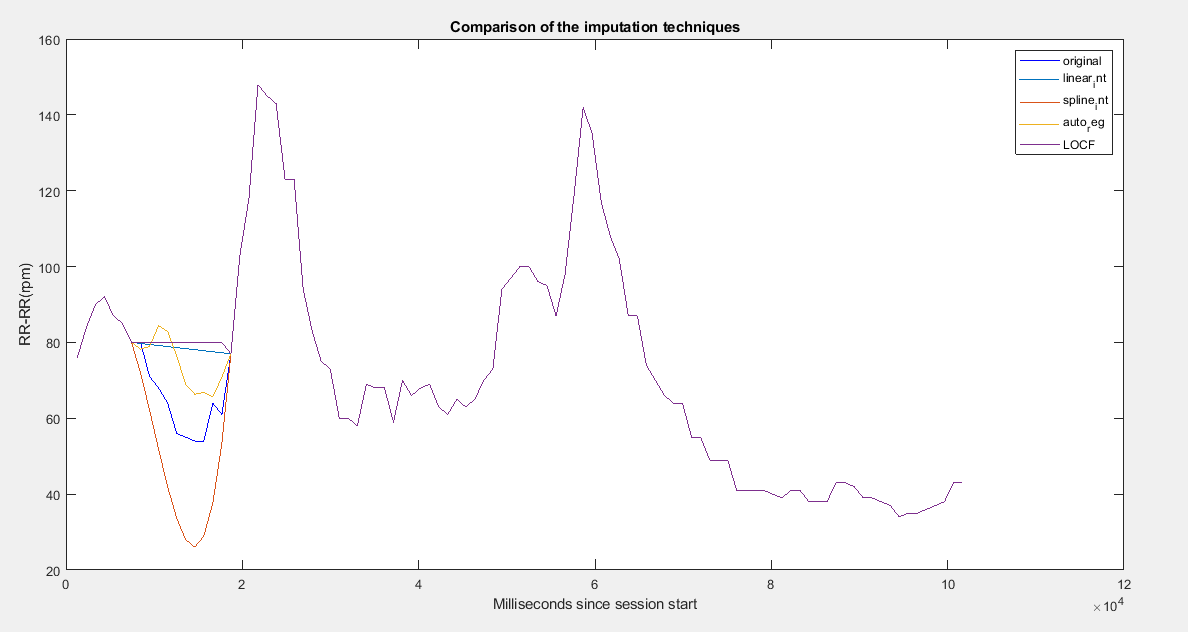 Comparison of the imputation techniques
160
140
120
100
80
60
40
20
RR-RR(rpm)
original
linear_int
spline_int
auto_reg
LOCF
0 2 4 6 8 10 12
×10^4
Milliseconds since session start